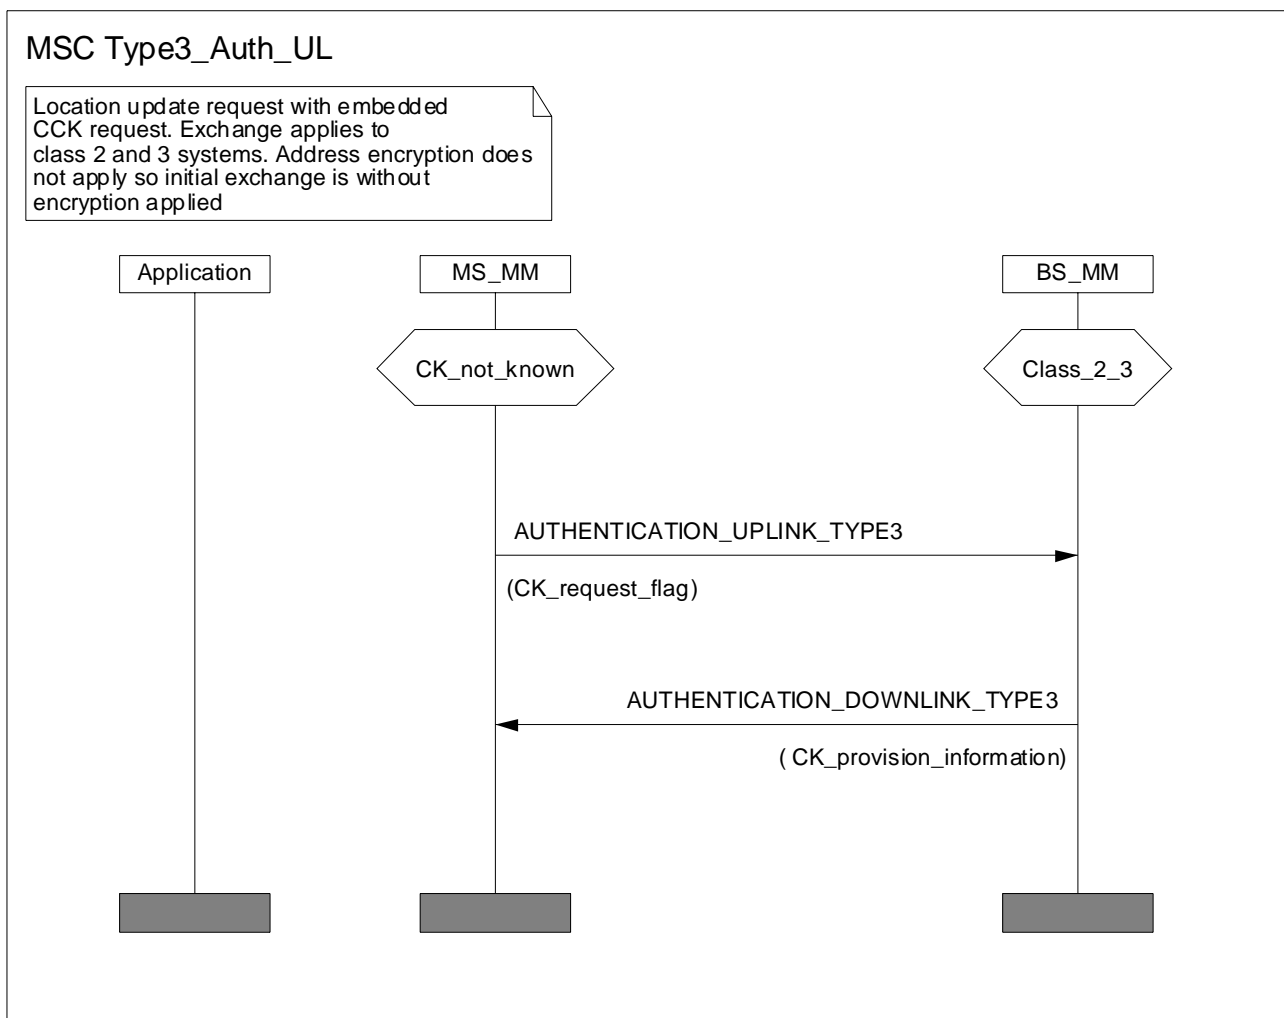 MSC Type3_Auth_UL
Location update request with embedded
CCK request. Exchange applies to
class 2 and 3 systems. Address encryption does
not apply so initial exchange is without
encryption applied
Application
MS_MM
BS_MM
CK_not_known
Class_2_3
AUTHENTICATION_UPLINK_TYPE3
(CK_request_flag)
AUTHENTICATION_DOWNLINK_TYPE3
( CK_provision_information)